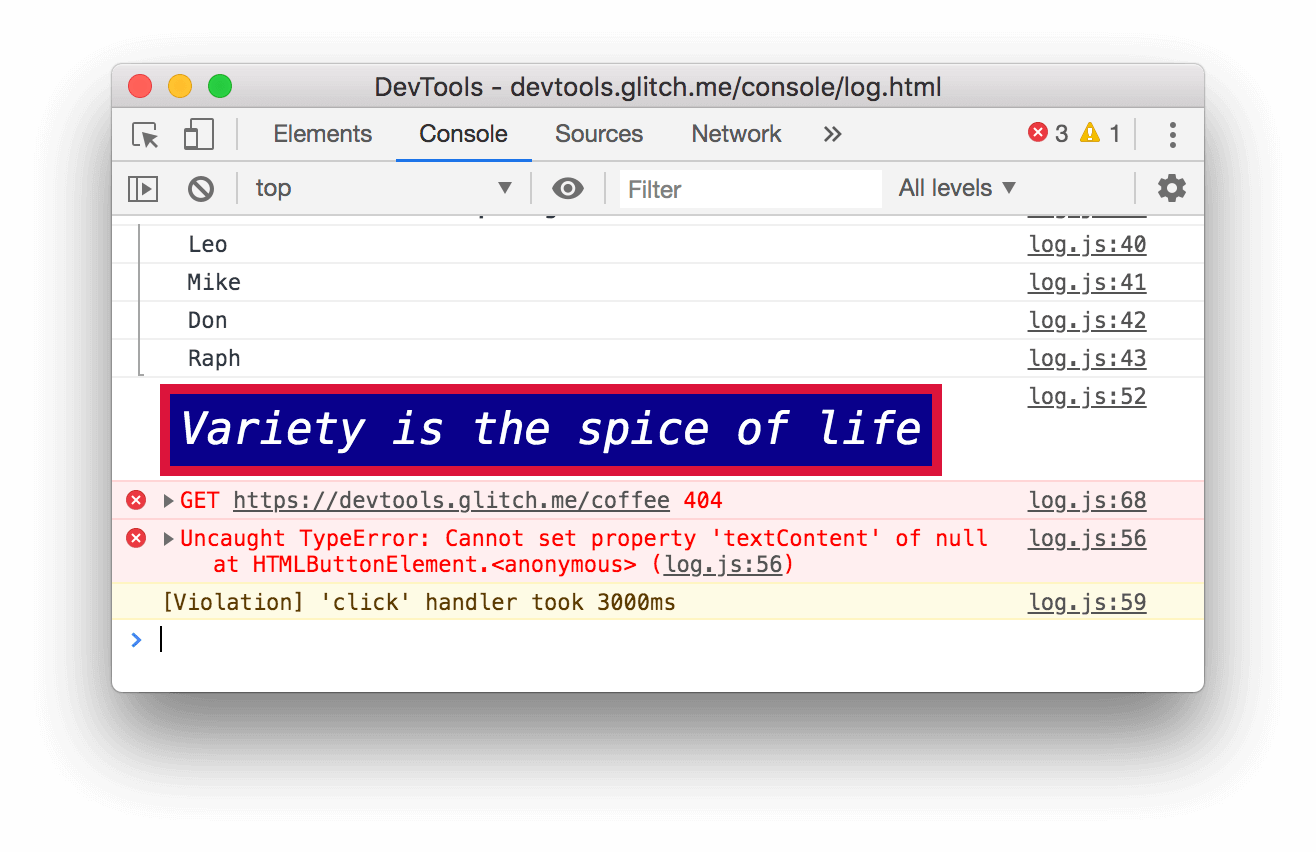 DevTools - devtools.glitch.me/console/log.html
Elements Console Sources Network » 3 1
top ▼ Filter All levels ▼
Leo log.js:40
Mike log.js:41
Don log.js:42
Raph log.js:43
Variety is the spice of life log.js:52
GET https://devtools.glitch.me/coffee 404 log.js:68
Uncaught TypeError: Cannot set property 'textContent' of null log.js:56
at HTMLButtonElement.<anonymous> (log.js:56)
[Violation] 'click' handler took 3000ms log.js:59
>